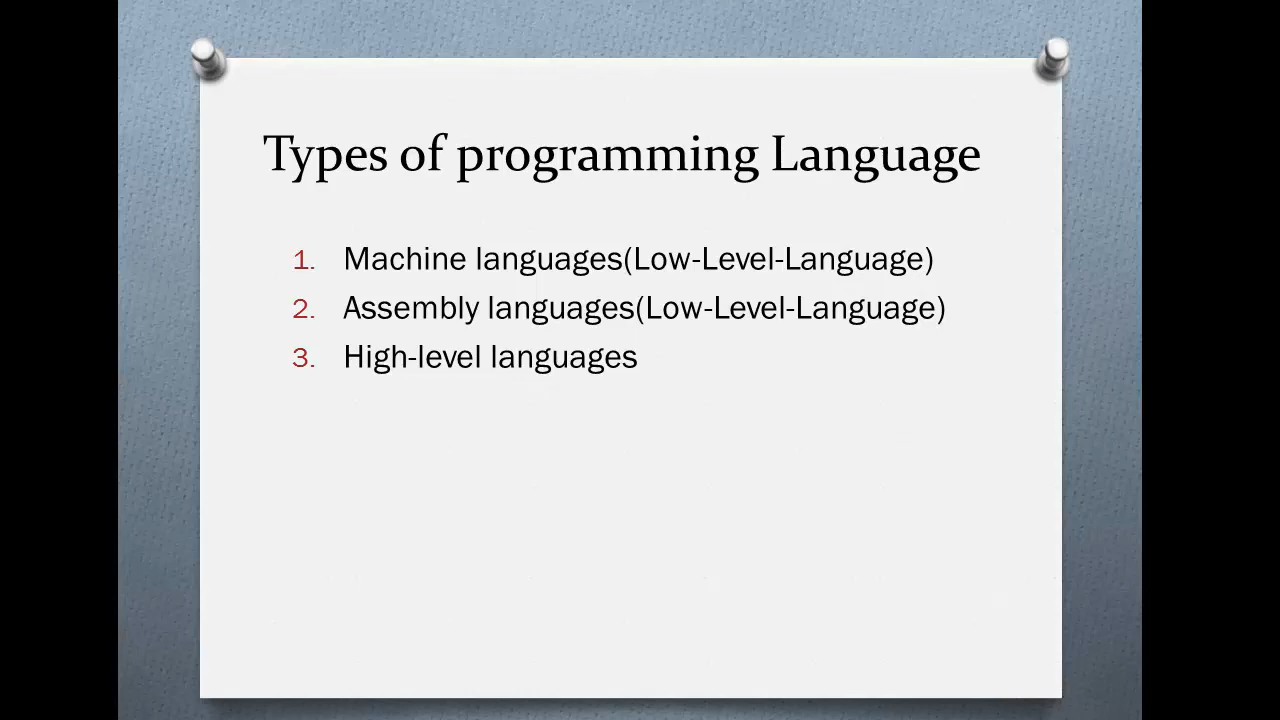 Types of programming Language
1. Machine languages(Low-Level-Language)
2. Assembly languages(Low-Level-Language)
3. High-level languages